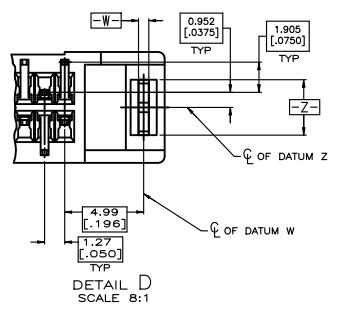 -W-
0.952
[.0375]
TYP
1.905
[.0750]
TYP
-Z-
℄ OF DATUM Z
4.99
[.196]
℄ OF DATUM W
1.27
[.050]
TYP
DETAIL D
SCALE 8:1